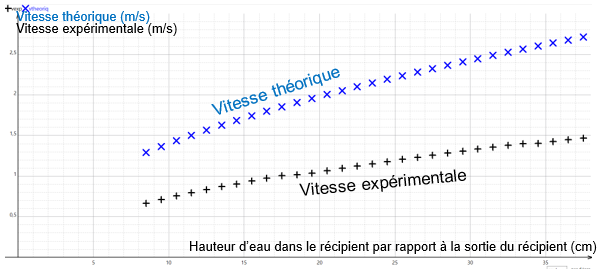 Vitesse théorique (m/s)
Vitesse expérimentale (m/s)
2,5
2
Vitesse théorique
1,5
1
Vitesse expérimentale
0,5
Hauteur d'eau dans le récipient par rapport à la sortie du récipient (cm)
5 10 15 20 25 30 35